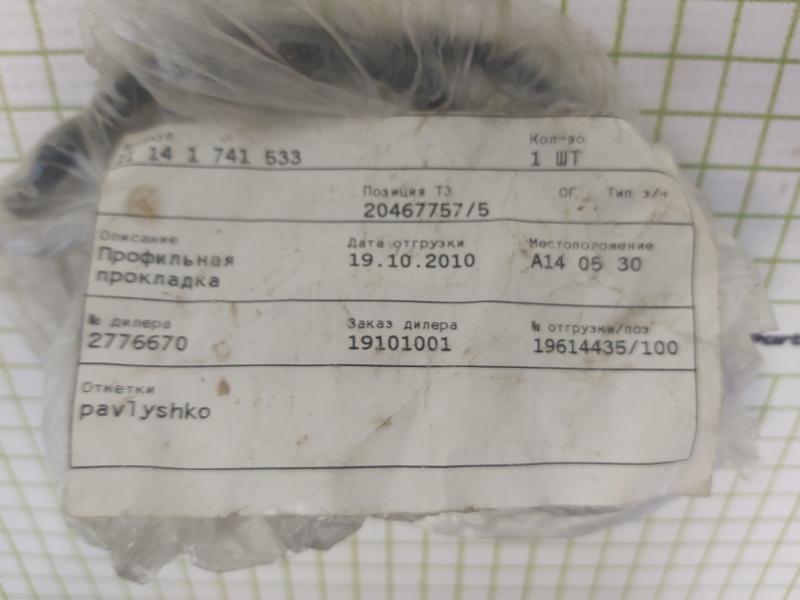 Кол-во
14 1 741 533
1 ШТ
Позиция ТЗ
ОГ. Тип з/ч
20467757/5
Описание
Дата отгрузки
Местоположение
Профильная
прокладка
19.10.2010
A14 05 30
№ дилера
Заказ дилера
№ отгрузки/поз
2776670
19101001
19614435/100
Отметки
pavlyshko